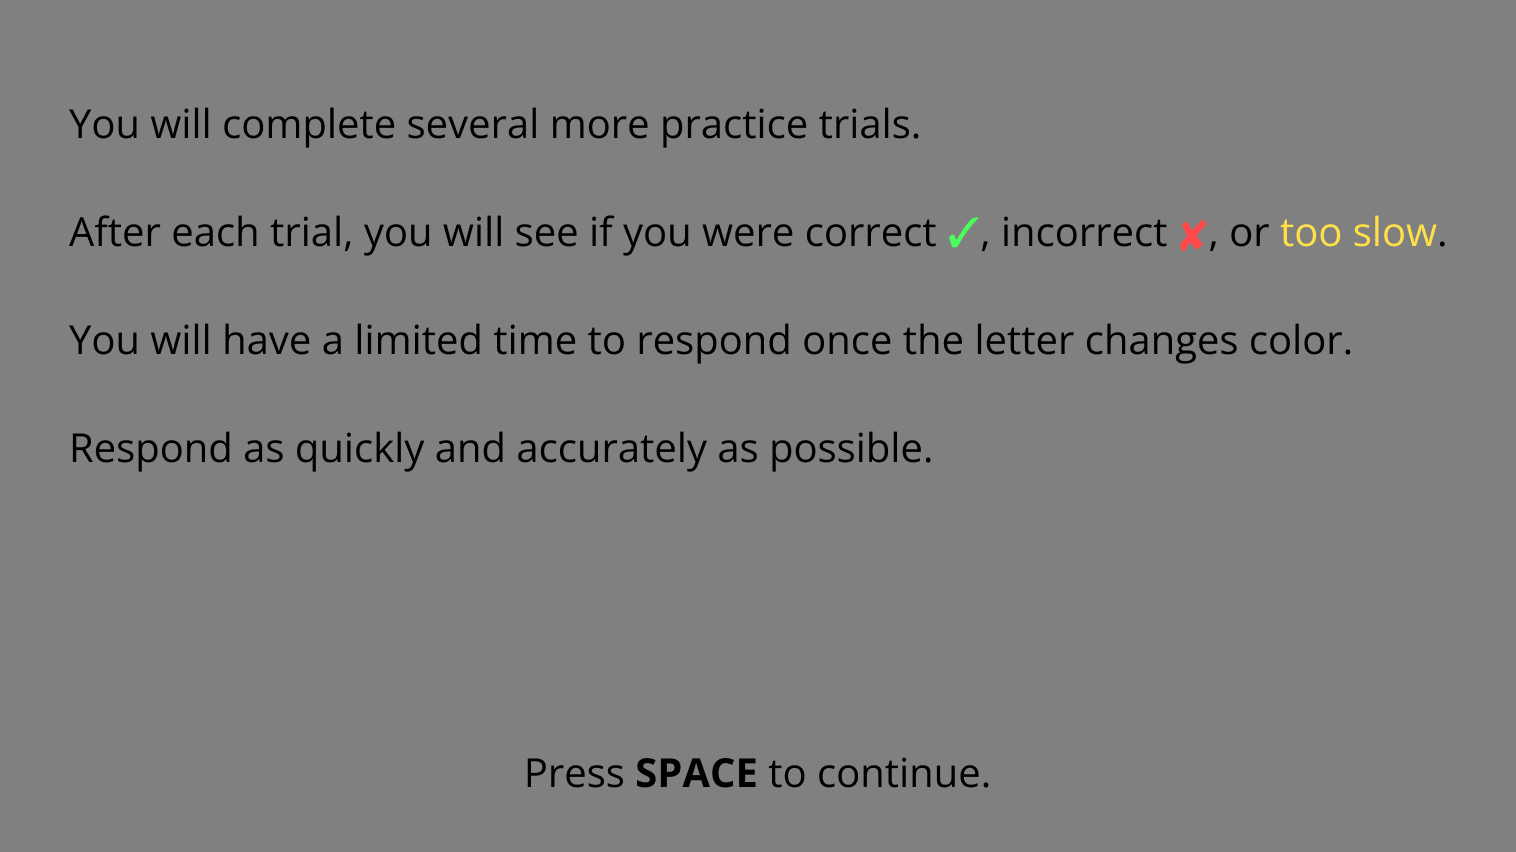 You will complete several more practice trials.
After each trial, you will see if you were correct ✓, incorrect ✘, or too slow.
You will have a limited time to respond once the letter changes color.
Respond as quickly and accurately as possible.
Press SPACE to continue.